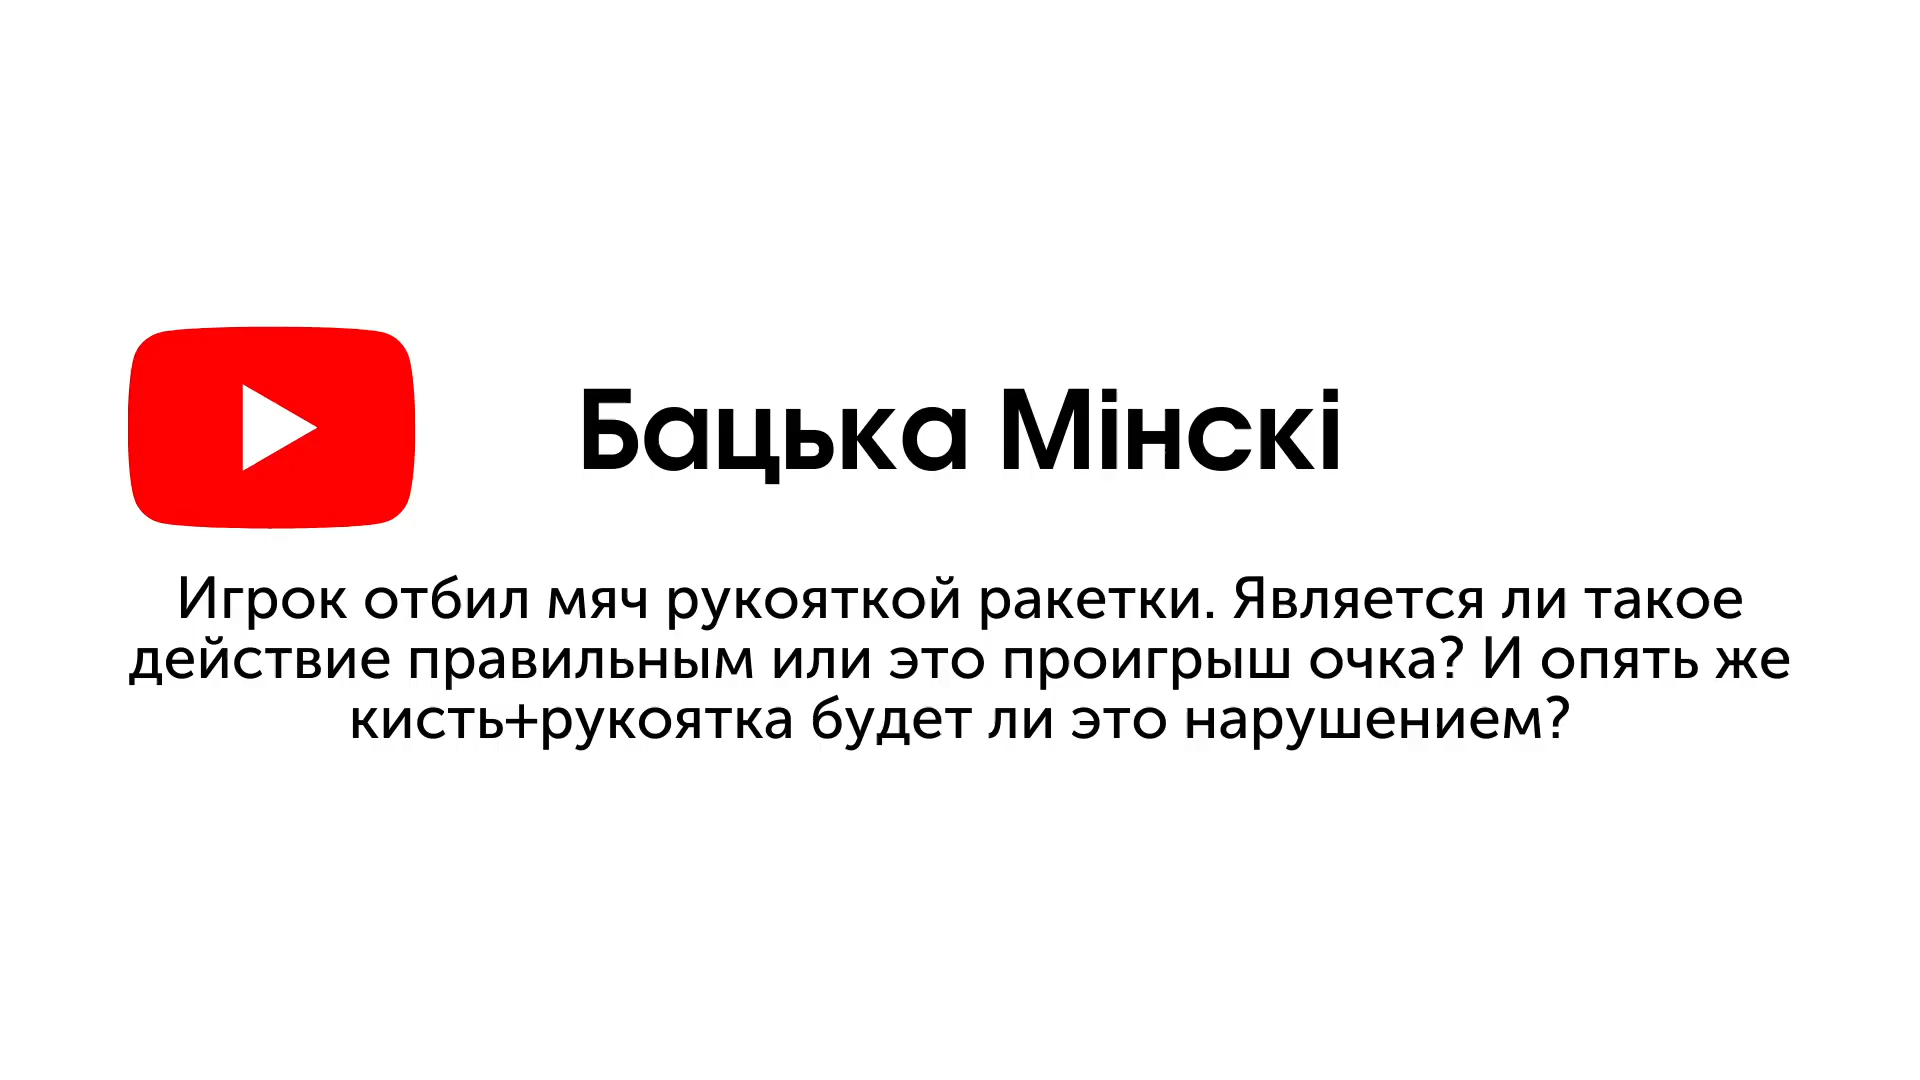 Бацька Мінскі
Игрок отбил мяч рукояткой ракетки. Является ли такое
действие правильным или это проигрыш очка? И опять же
кисть+рукоятка будет ли это нарушением?